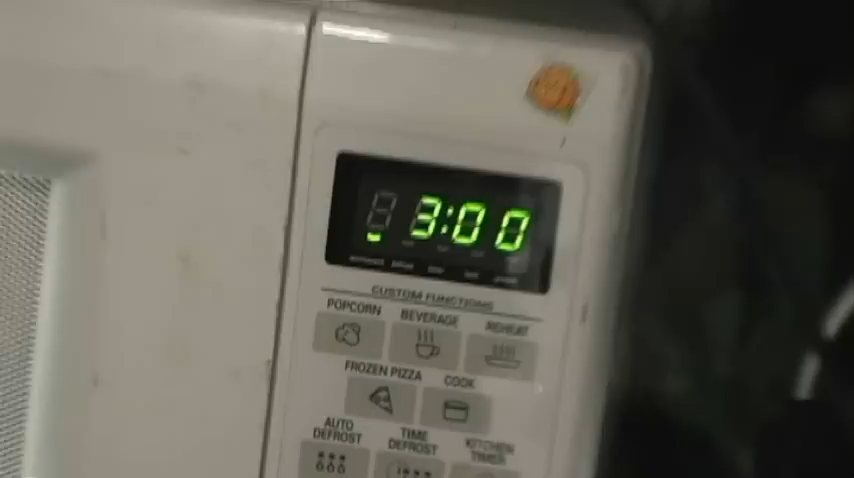 3:00
CUSTOM FUNCTIONS
POPCORN BEVERAGE REHEAT
FROZEN PIZZA COOK
AUTO DEFROST TIME DEFROST KITCHEN TIMER